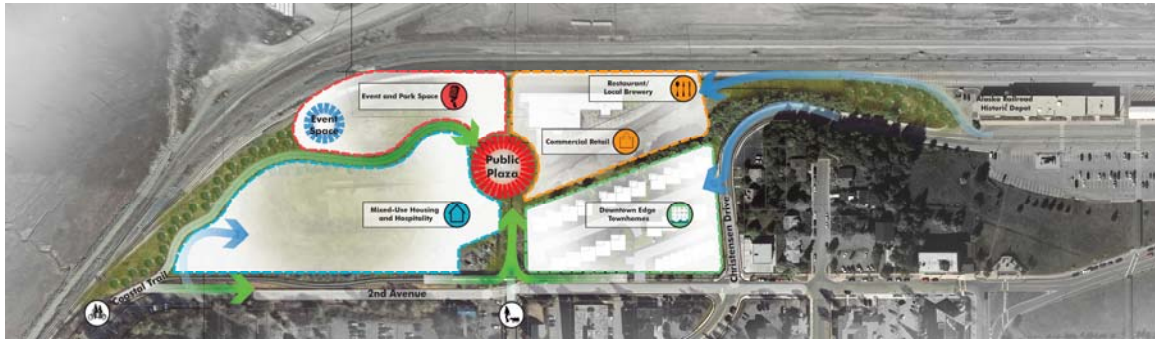 Event and Park Space
Restaurant/
Local Brewery
Alaska Railroad
Historic Depot
Event
Space
Commercial Retail
Public
Plaza
Mixed-Use Housing
and Hospitality
Downtown Edge
Townhomes
Christensen Drive
Coastal Trail
2nd Avenue